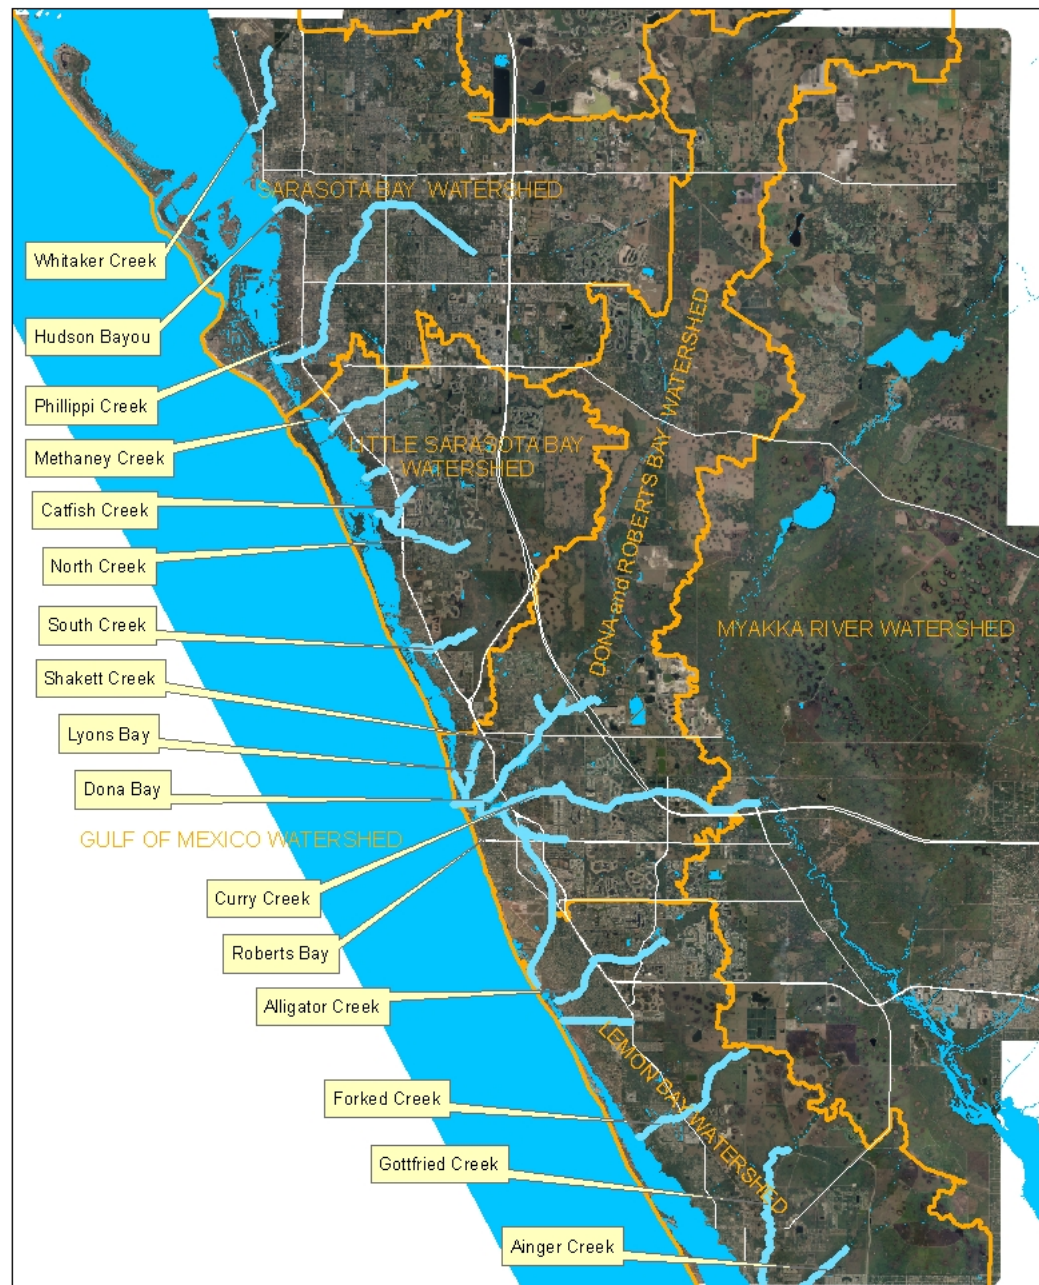 SARASOTA BAY WATERSHED
Whitaker Creek
Hudson Bayou
Phillippi Creek
Methaney Creek
LITTLE SARASOTA BAY
WATERSHED
Catfish Creek
North Creek
DONA and ROBERTS BAY WATERSHED
MYAKKA RIVER WATERSHED
South Creek
Shakett Creek
Lyons Bay
Dona Bay
GULF OF MEXICO WATERSHED
Curry Creek
Roberts Bay
Alligator Creek
LEMON BAY WATERSHED
Forked Creek
Gottfried Creek
Ainger Creek